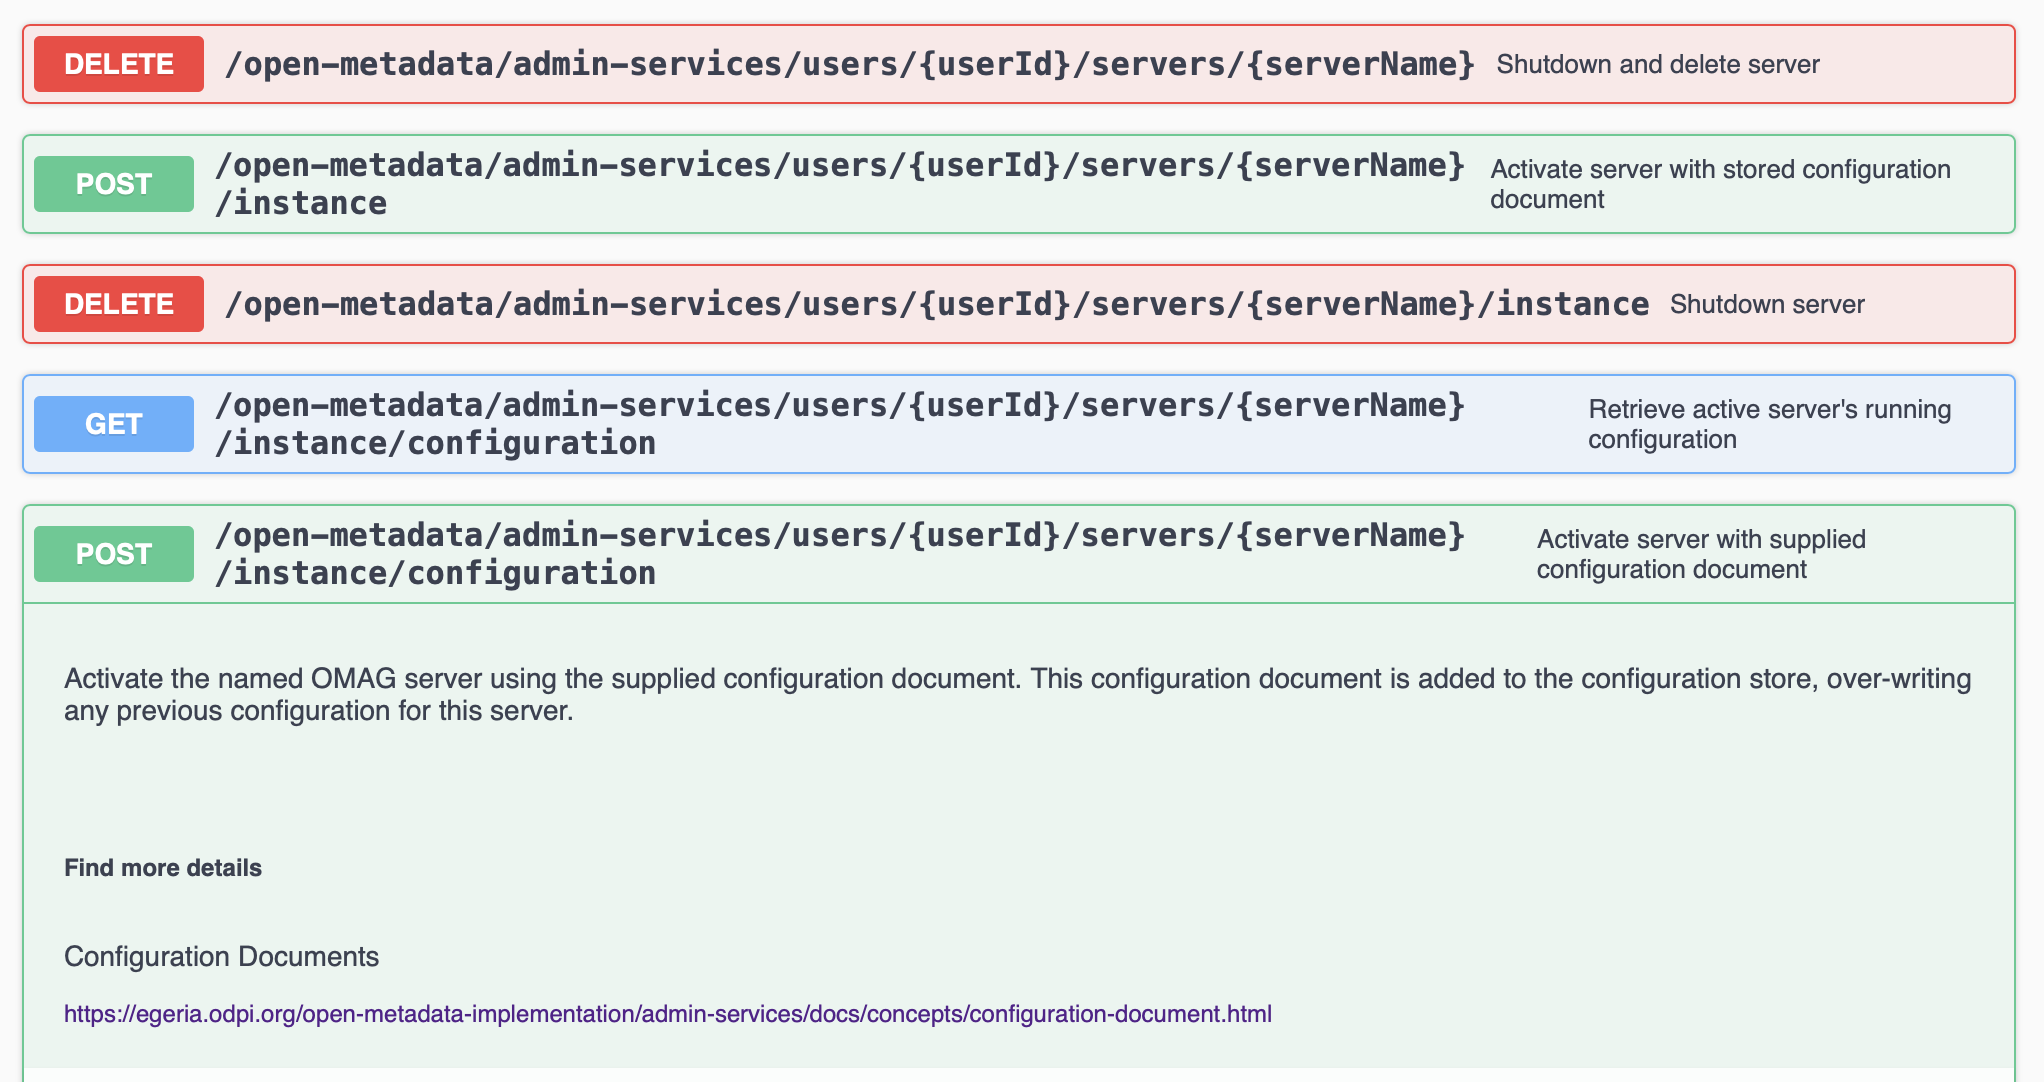 DELETE /open-metadata/admin-services/users/{userId}/servers/{serverName} Shutdown and delete server
POST /open-metadata/admin-services/users/{userId}/servers/{serverName} Activate server with stored configuration
/instance document
DELETE /open-metadata/admin-services/users/{userId}/servers/{serverName}/instance Shutdown server
GET /open-metadata/admin-services/users/{userId}/servers/{serverName} Retrieve active server's running
/instance/configuration configuration
POST /open-metadata/admin-services/users/{userId}/servers/{serverName} Activate server with supplied
/instance/configuration configuration document
Activate the named OMAG server using the supplied configuration document. This configuration document is added to the configuration store, over-writing
any previous configuration for this server.
Find more details
Configuration Documents
https://egeria.odpi.org/open-metadata-implementation/admin-services/docs/concepts/configuration-document.html